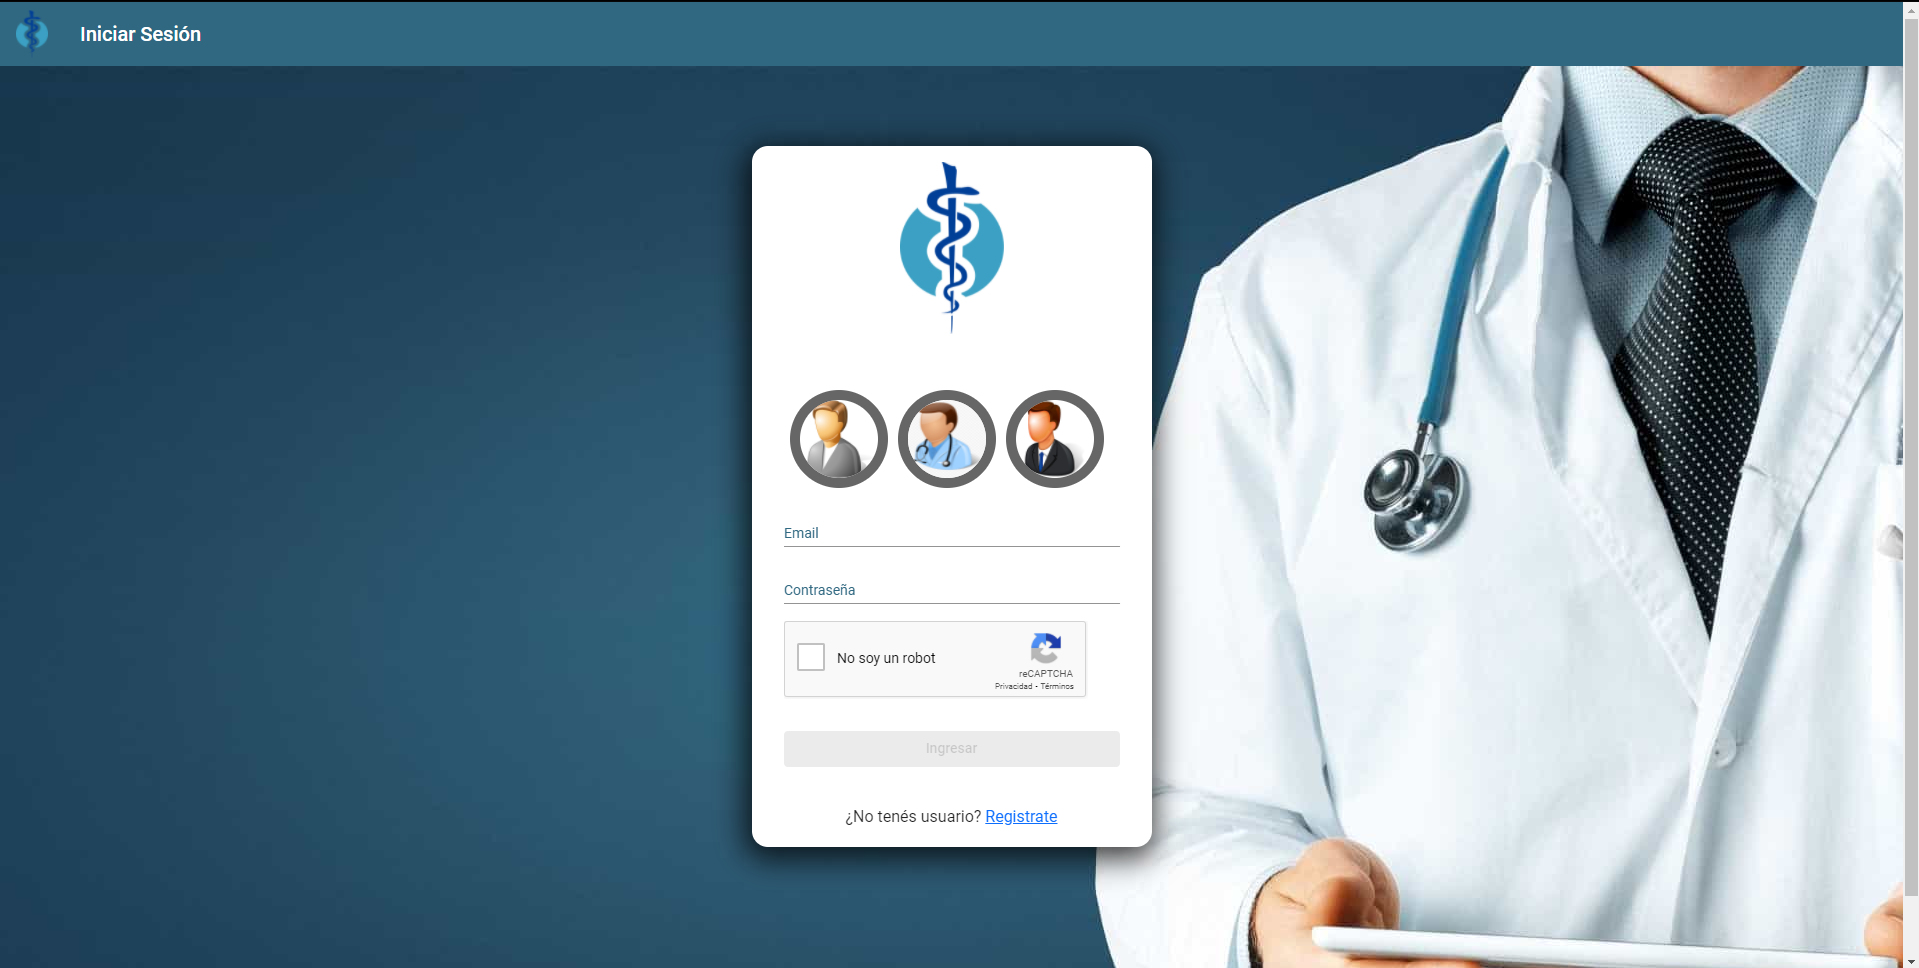 Iniciar Sesión
Email
Contraseña
No soy un robot
reCAPTCHA
Privacidad - Términos
Ingresar
¿No tenés usuario? Registrate